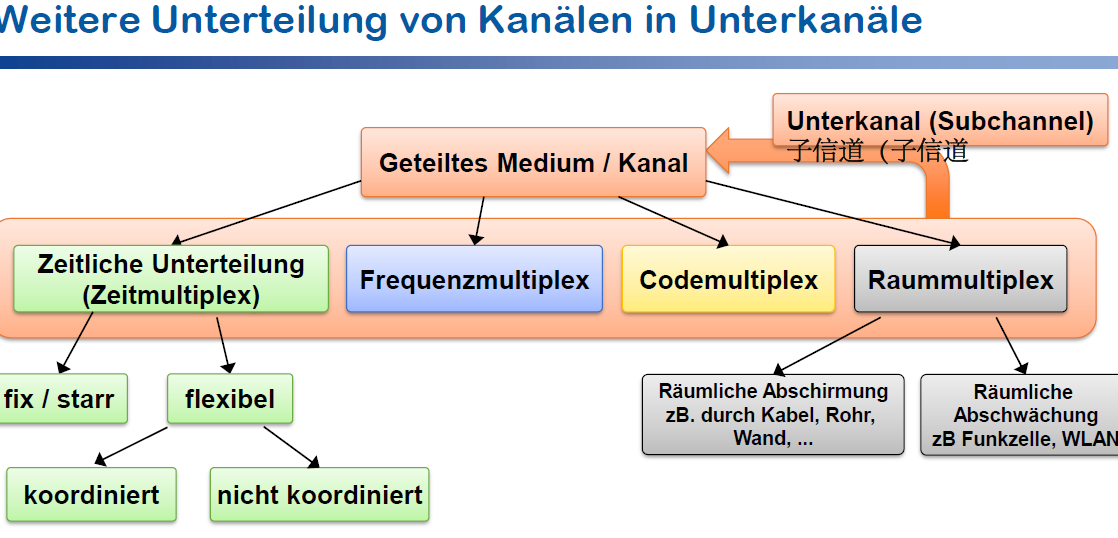 Weitere Unterteilung von Kanälen in Unterkanäle
Unterkanal (Subchannel)
子信道（子信道
Geteiltes Medium / Kanal
Zeitliche Unterteilung
(Zeitmultiplex)
Frequenzmultiplex
Codemultiplex
Raummultiplex
fix / starr
flexibel
Räumliche Abschirmung
zB. durch Kabel, Rohr,
Wand, ...
Räumliche
Abschwächung
zB Funkzelle, WLAN
koordiniert
nicht koordiniert